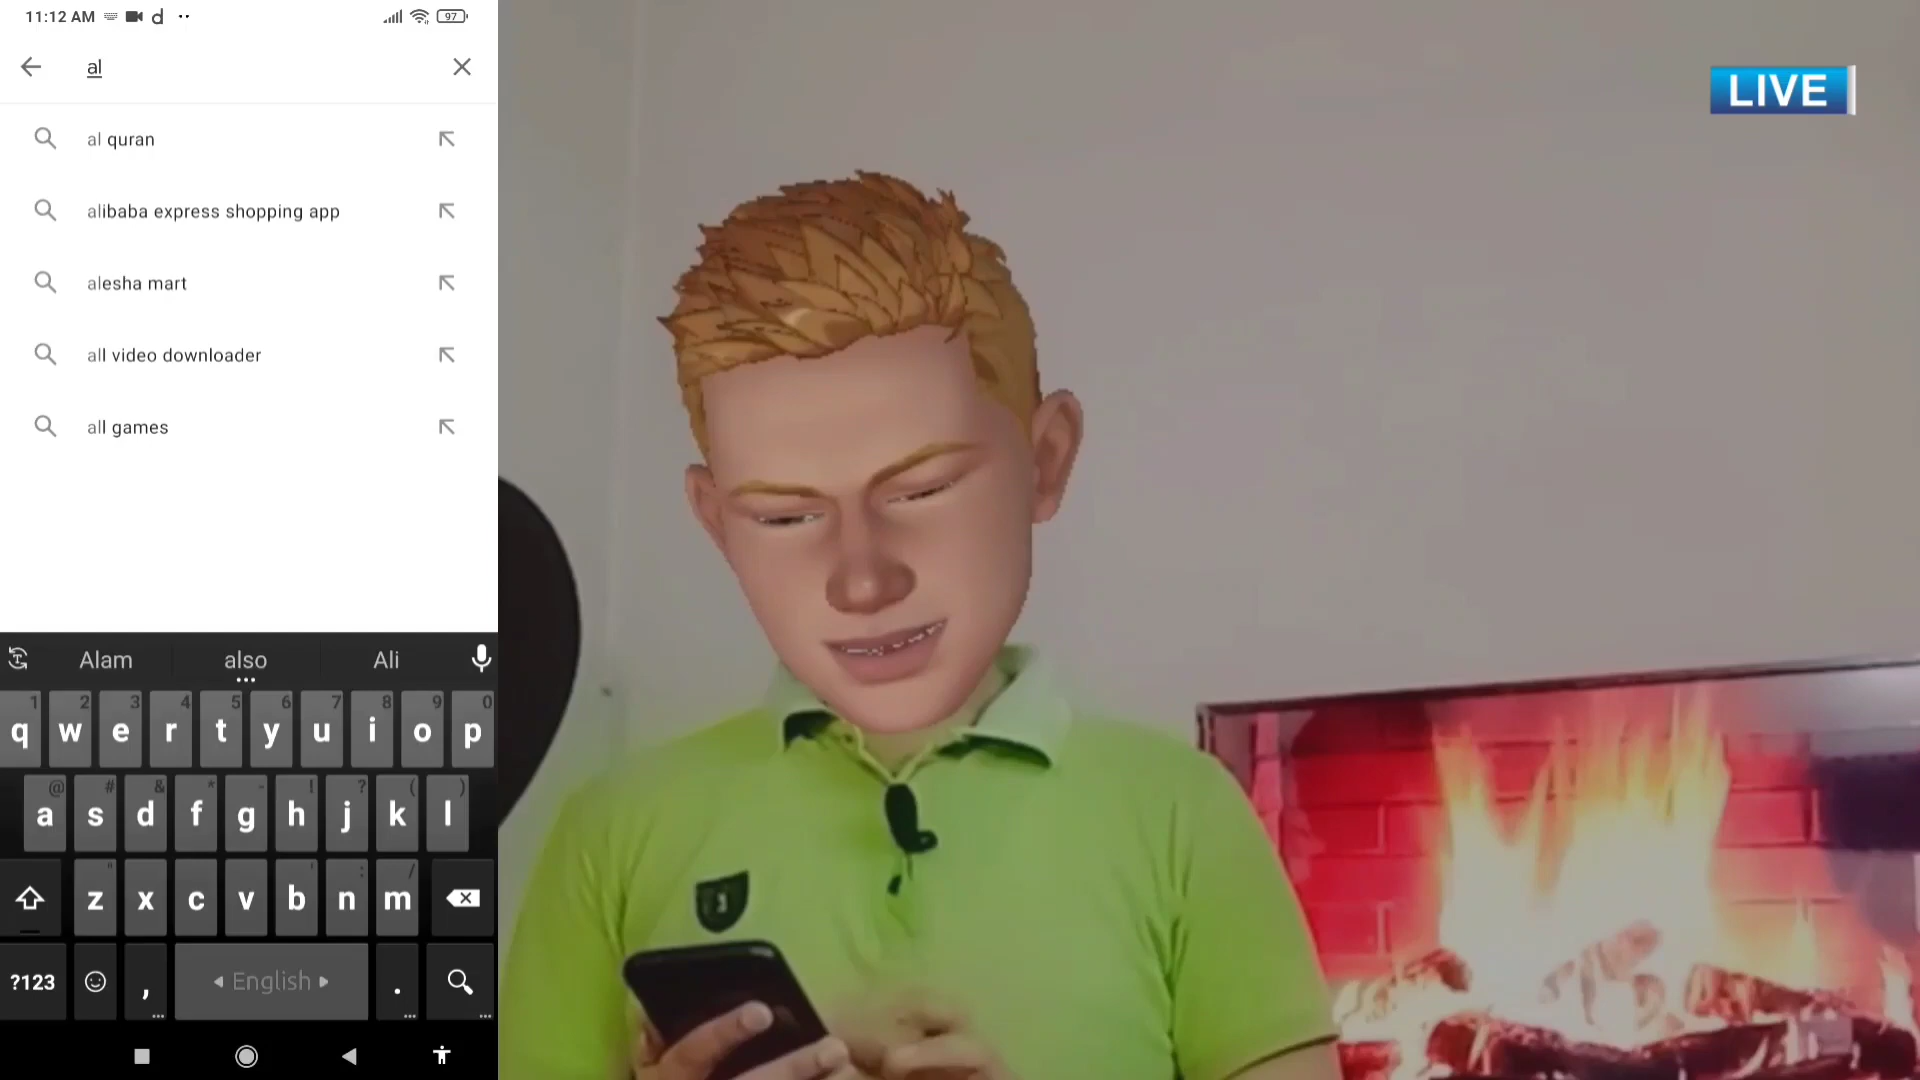 11:12 AM d 97
al
al quran
alibaba express shopping app
alesha mart
all video downloader
all games
Alam also Ali
1 2 3 4 5 6 7 8 9 0
q w e r t y u i o p
@ # & * - ! ? ( )
a s d f g h j k l
" ' : /
z x c v b n m
?123 , English .
LIVE